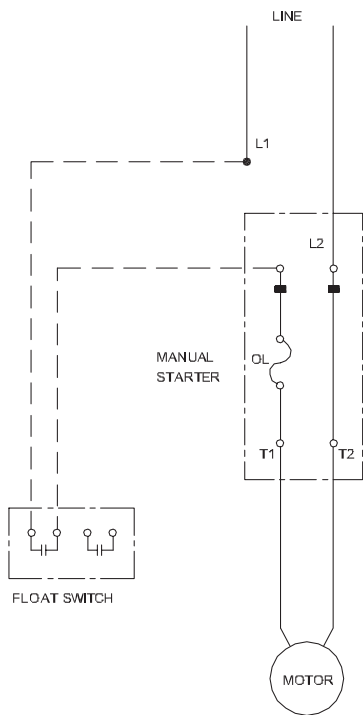 LINE
L1
L2
MANUAL
STARTER
OL
T1
T2
FLOAT SWITCH
MOTOR